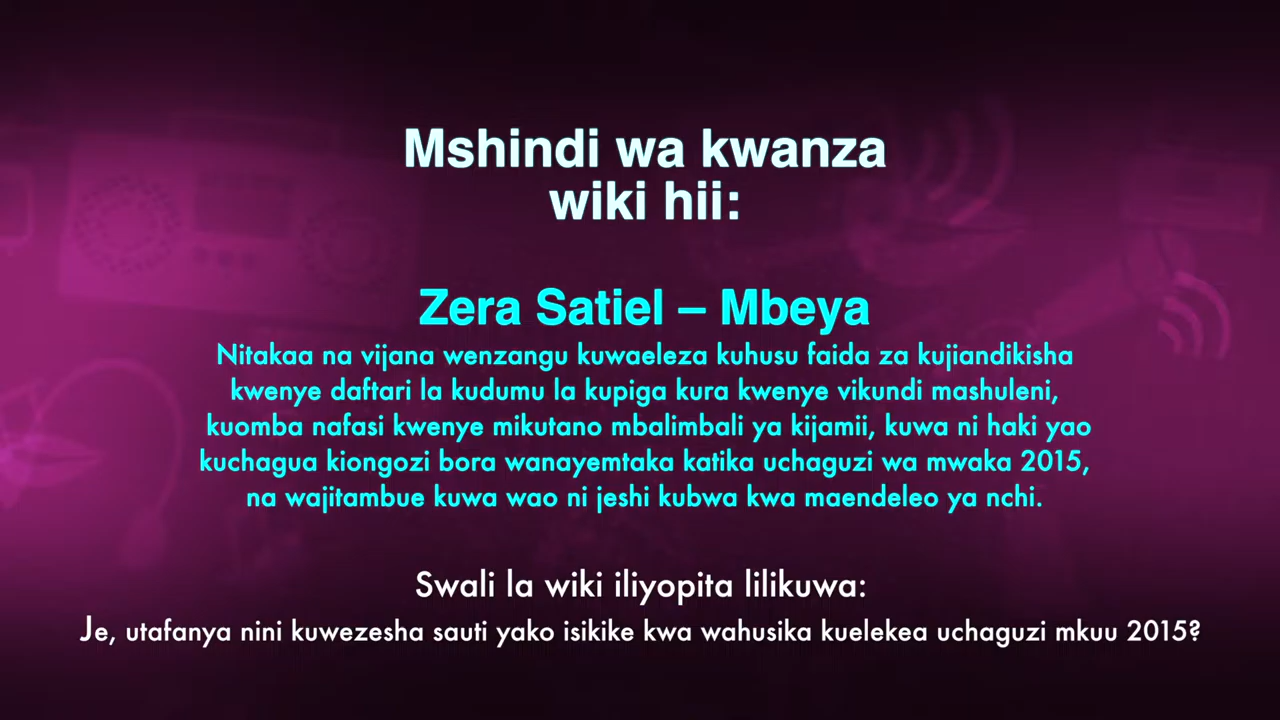 Mshindi wa kwanza
wiki hii:
Zera Satiel – Mbeya
Nitakaa na vijana wenzangu kuwaeleza kuhusu faida za kujiandikisha
kwenye daftari la kudumu la kupiga kura kwenye vikundi mashuleni,
kuomba nafasi kwenye mikutano mbalimbali ya kijamii, kuwa ni haki yao
kuchagua kiongozi bora wanayemtaka katika uchaguzi wa mwaka 2015,
na wajitambue kuwa wao ni jeshi kubwa kwa maendeleo ya nchi.
Swali la wiki iliyopita lilikuwa:
Je, utafanya nini kuwezesha sauti yako isikike kwa wahusika kuelekea uchaguzi mkuu 2015?